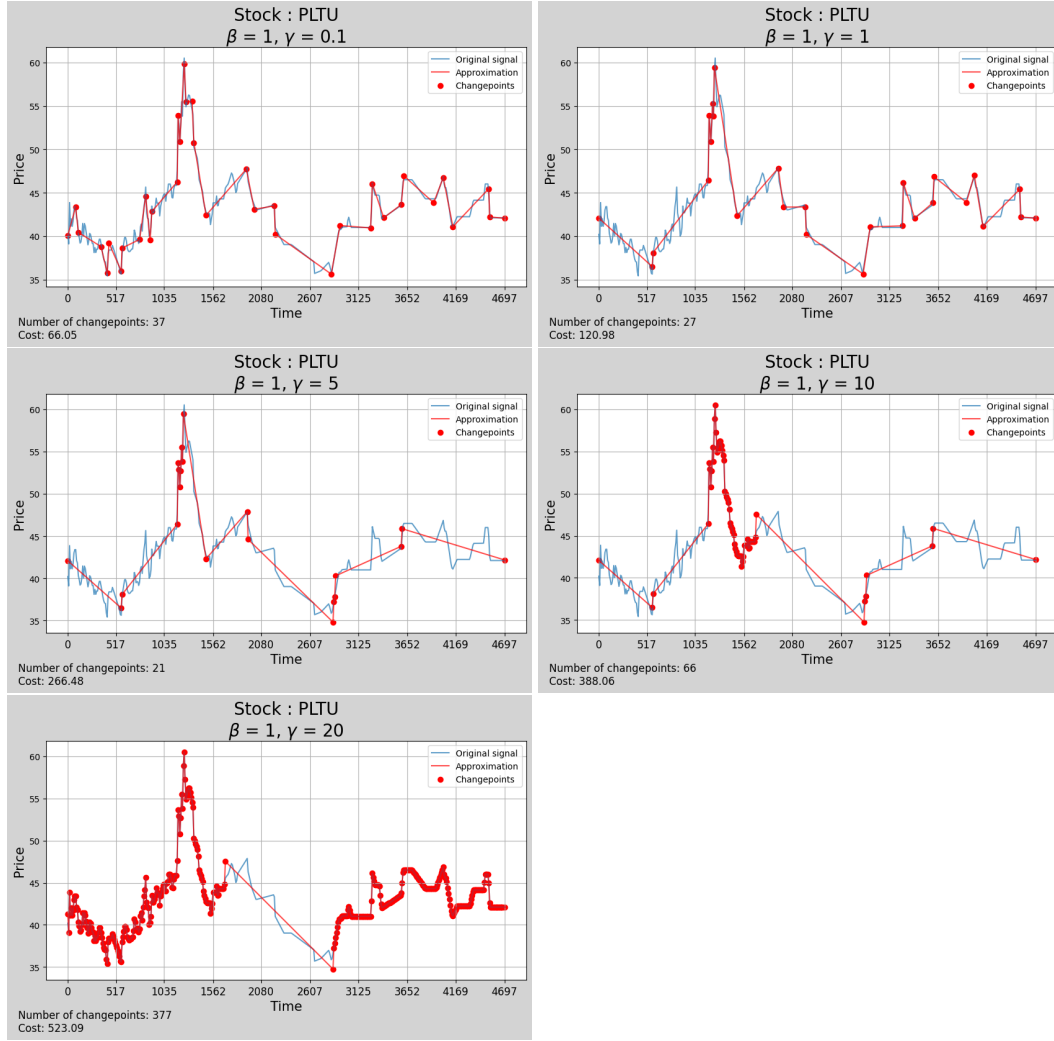 Stock : PLTU
β = 1, γ = 0.1
Original signal
Approximation
Changepoints
Price
60
55
50
45
40
35
0 517 1035 1562 2080 2607 3125 3652 4169 4697
Time
Number of changepoints: 37
Cost: 66.05
Stock : PLTU
β = 1, γ = 1
Original signal
Approximation
Changepoints
Price
60
55
50
45
40
35
0 517 1035 1562 2080 2607 3125 3652 4169 4697
Time
Number of changepoints: 27
Cost: 120.98
Stock : PLTU
β = 1, γ = 5
Original signal
Approximation
Changepoints
Price
60
55
50
45
40
35
0 517 1035 1562 2080 2607 3125 3652 4169 4697
Time
Number of changepoints: 21
Cost: 266.48
Stock : PLTU
β = 1, γ = 10
Original signal
Approximation
Changepoints
Price
60
55
50
45
40
35
0 517 1035 1562 2080 2607 3125 3652 4169 4697
Time
Number of changepoints: 66
Cost: 388.06
Stock : PLTU
β = 1, γ = 20
Original signal
Approximation
Changepoints
Price
60
55
50
45
40
35
0 517 1035 1562 2080 2607 3125 3652 4169 4697
Time
Number of changepoints: 377
Cost: 523.09